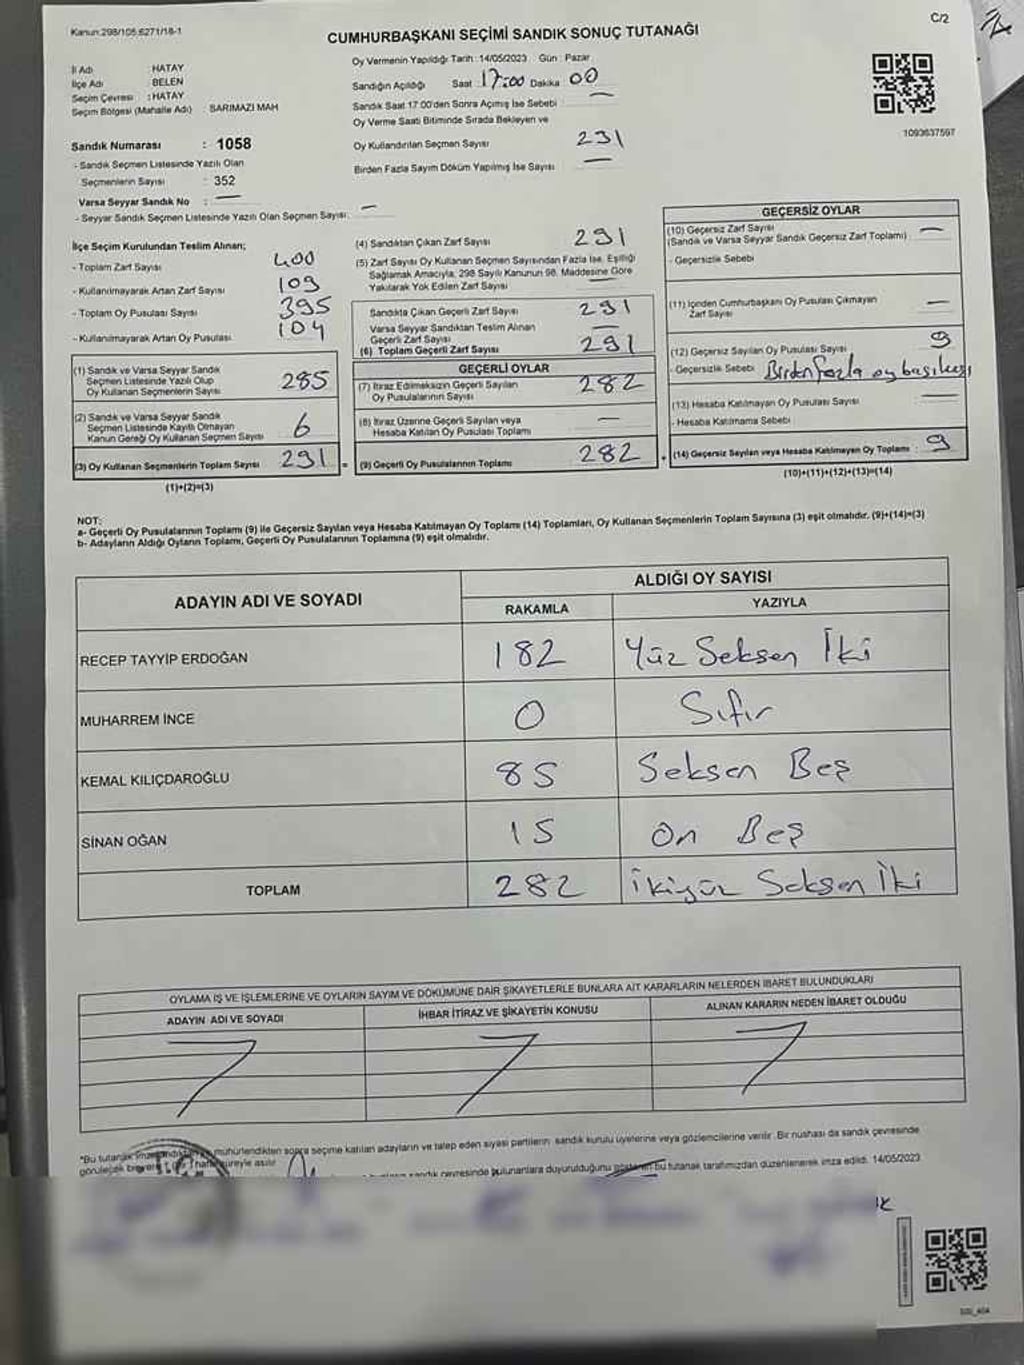 Kanun:298/105,6271/18-1
C/2
CUMHURBAŞKANI SEÇİMİ SANDIK SONUÇ TUTANAĞI
İl Adı : HATAY
İlçe Adı : BELEN
Seçim Çevresi : HATAY
Seçim Bölgesi (Mahalle Adı) : SARIMAZI MAH
Sandık Numarası : 1058
- Sandık Seçmen Listesinde Yazılı Olan
Seçmenlerin Sayısı : 352
Varsa Seyyar Sandık No : —
- Seyyar Sandık Seçmen Listesinde Yazılı Olan Seçmen Sayısı: —
Oy Vermenin Yapıldığı Tarih :14/05/2023 Gün : Pazar
Sandığın Açıldığı Saat 17:00 Dakika 00
Sandık Saat 17.00'den Sonra Açımış İse Sebebi —
Oy Verme Saati Bitiminde Sırada Bekleyen ve
Oy Kullandırılan Seçmen Sayısı 291
Birden Fazla Sayım Döküm Yapılmış İse Sayısı —
1093637597
İlçe Seçim Kurulundan Teslim Alınan;
- Toplam Zarf Sayısı 400
- Kullanılmayarak Artan Zarf Sayısı 109
- Toplam Oy Pusulası Sayısı 395
- Kullanılmayarak Artan Oy Pusulası 104
(1) Sandık ve Varsa Seyyar Sandık
Seçmen Listesinde Yazılı Olup
Oy Kullanan Seçmenlerin Sayısı 285
(2) Sandık ve Varsa Seyyar Sandık
Seçmen Listesinde Kayıtlı Olmayan
Kanun Gereği Oy Kullanan Seçmen Sayısı 6
(3) Oy Kullanan Seçmenlerin Toplam Sayısı 291 =
(1)+(2)=(3)
(4) Sandıktan Çıkan Zarf Sayısı 291
(5) Zarf Sayısı Oy Kullanan Seçmen Sayısından Fazla İse, Eşitliği
Sağlamak Amacıyla, 298 Sayılı Kanunun 98. Maddesine Göre
Yakılarak Yok Edilen Zarf Sayısı —
Sandıkta Çıkan Geçerli Zarf Sayısı 291
Varsa Seyyar Sandıktan Teslim Alınan
Geçerli Zarf Sayısı —
(6) Toplam Geçerli Zarf Sayısı 291
GEÇERLİ OYLAR
(7) İtiraz Edilmeksizin Geçerli Sayılan
Oy Pusulalarının Sayısı 282
(8) İtiraz Üzerine Geçerli Sayılan veya
Hesaba Katılan Oy Pusulası Toplamı —
(9) Geçerli Oy Pusulalarının Toplamı 282 +
GEÇERSİZ OYLAR
(10) Geçersiz Zarf Sayısı —
(Sandık ve Varsa Seyyar Sandık Geçersiz Zarf Toplamı)
- Geçersizlik Sebebi
(11) İçinden Cumhurbaşkanı Oy Pusulası Çıkmayan
Zarf Sayısı —
(12) Geçersiz Sayılan Oy Pusulası Sayısı 9
- Geçersizlik Sebebi Birden fazla oy basılması
(13) Hesaba Katılmayan Oy Pusulası Sayısı —
- Hesaba Katılmama Sebebi
(14) Geçersiz Sayılan veya Hesaba Katılmayan Oy Toplamı : 9
(10)+(11)+(12)+(13)=(14)
NOT:
a- Geçerli Oy Pusulalarının Toplamı (9) ile Geçersiz Sayılan veya Hesaba Katılmayan Oy Toplamı (14) Toplamları, Oy Kullanan Seçmenlerin Toplam Sayısına (3) eşit olmalıdır. (9)+(14)=(3)
b- Adayların Aldığı Oyların Toplamı, Geçerli Oy Pusulalarının Toplamına (9) eşit olmalıdır.
ADAYIN ADI VE SOYADI
ALDIĞI OY SAYISI
RAKAMLA YAZIYLA
RECEP TAYYİP ERDOĞAN 182 Yüz Seksen İki
MUHARREM İNCE 0 Sıfır
KEMAL KILIÇDAROĞLU 85 Seksen Beş
SİNAN OĞAN 15 On Beş
TOPLAM 282 İkiyüz Seksen İki
OYLAMA İŞ VE İŞLEMLERİNE VE OYLARIN SAYIM VE DÖKÜMÜNE DAİR ŞİKAYETLERLE BUNLARA AİT KARARLARIN NELERDEN İBARET BULUNDUKLARI
ADAYIN ADI VE SOYADI
İHBAR İTİRAZ VE ŞİKAYETİN KONUSU
ALINAN KARARIN NEDEN İBARET OLDUĞU
*Bu tutanak mühürlendikten sonra seçime katılan adayların ve talep eden siyasi partilerin sandık kurulu üyelerine veya gözlemcilerine verilir. Bir nüshası da sandık çevresinde
görülecek bir yere süreyle asılır.
sandık çevresinde bulunanlara duyurulduğunu gösteren bu tutanak tarafımızdan düzenlenerek imza edildi. 14/05/2023